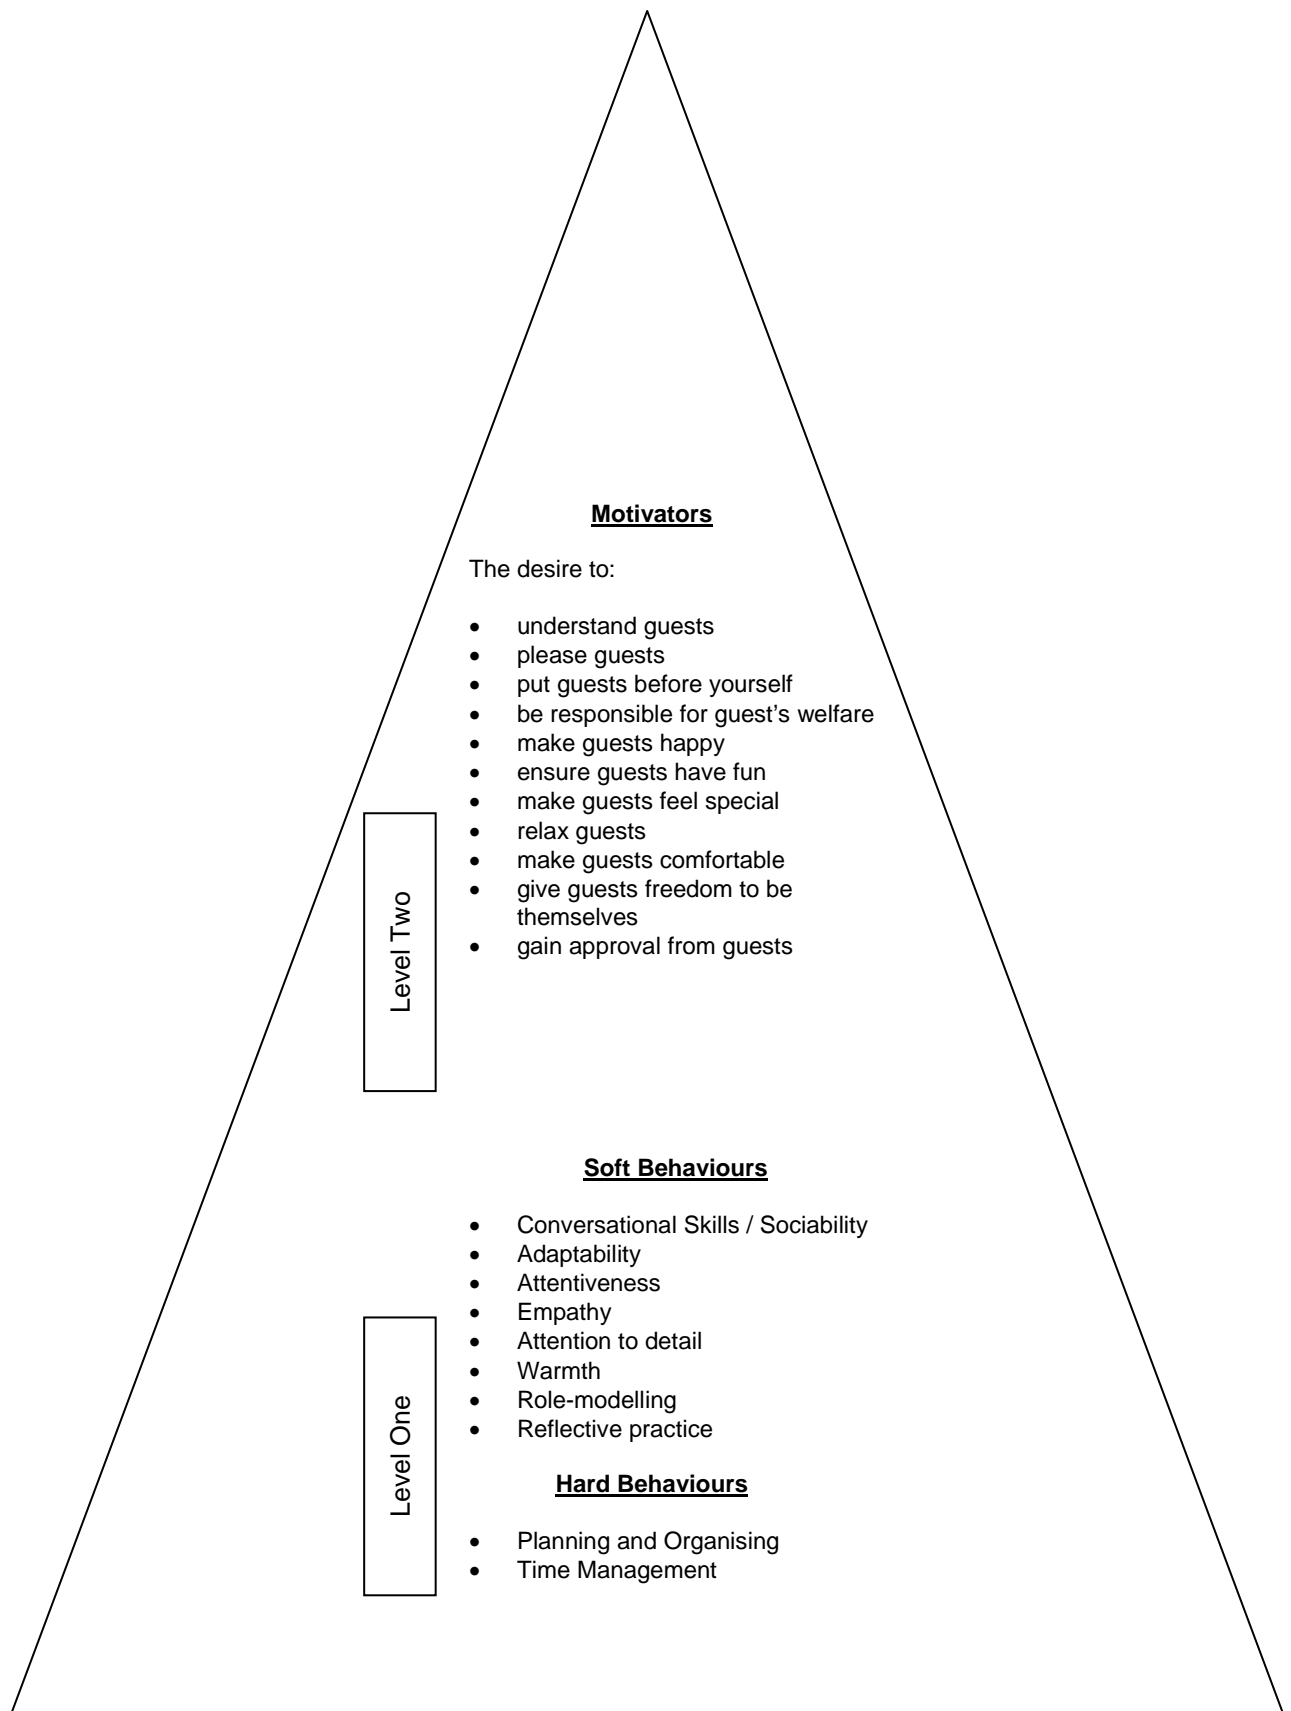 Motivators
The desire to:
• understand guests
• please guests
• put guests before yourself
• be responsible for guest’s welfare
• make guests happy
• ensure guests have fun
• make guests feel special
• relax guests
• make guests comfortable
• give guests freedom to be
themselves
• gain approval from guests
Level Two
Soft Behaviours
• Conversational Skills / Sociability
• Adaptability
• Attentiveness
• Empathy
• Attention to detail
• Warmth
• Role-modelling
• Reflective practice
Level One
Hard Behaviours
• Planning and Organising
• Time Management